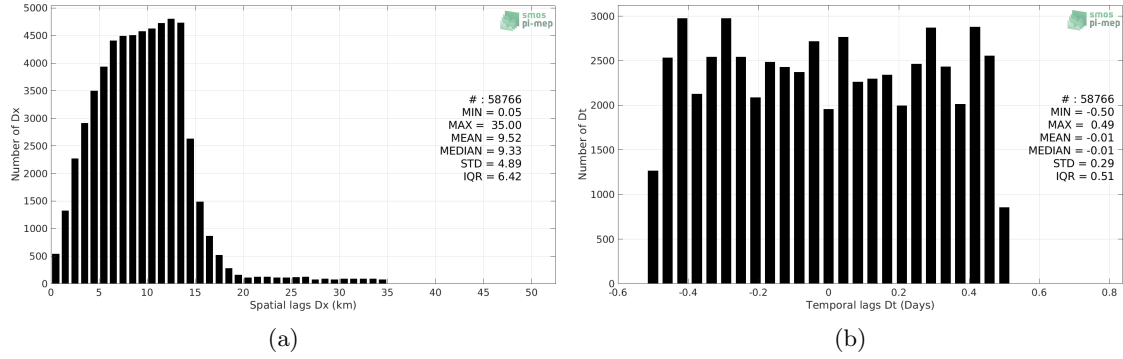 5000
4500
4000
3500
3000
2500
2000
1500
1000
500
0
Number of Dx
smos
pi-mep
# : 58766
MIN = 0.05
MAX = 35.00
MEAN = 9.52
MEDIAN = 9.33
STD = 4.89
IQR = 6.42
0 5 10 15 20 25 30 35 40 45 50
Spatial lags Dx (km)
(a)
3000
2500
2000
1500
1000
500
0
Number of Dt
smos
pi-mep
# : 58766
MIN = -0.50
MAX = 0.49
MEAN = -0.01
MEDIAN = -0.01
STD = 0.29
IQR = 0.51
-0.6 -0.4 -0.2 0 0.2 0.4 0.6 0.8
Temporal lags Dt (Days)
(b)